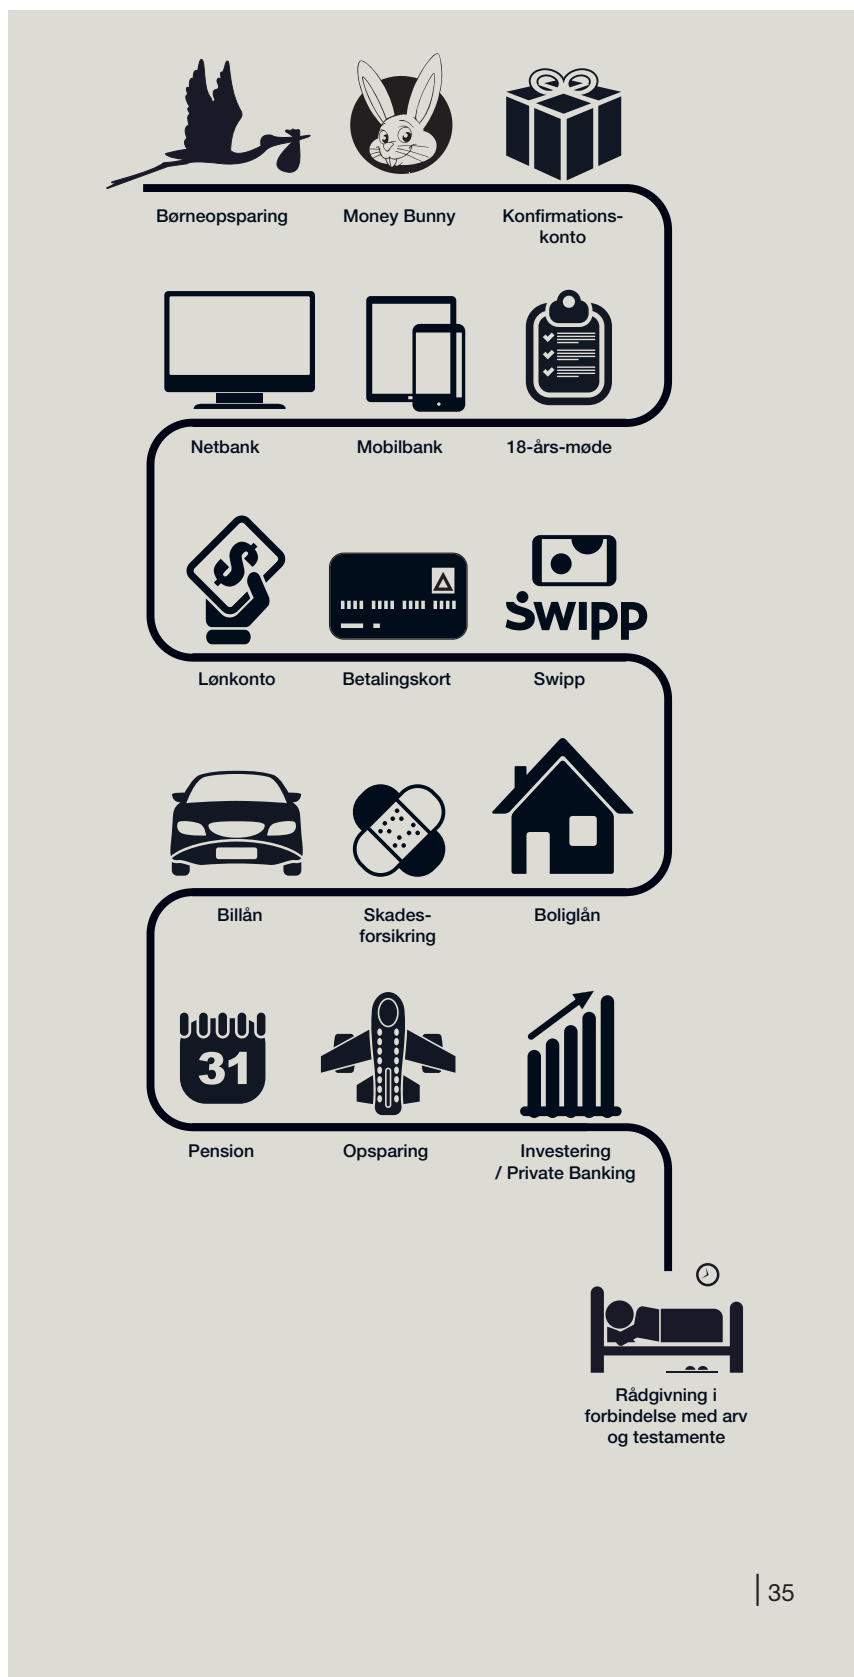 Børneopsparing
Money Bunny
Konfirmations-
konto
Netbank
Mobilbank
18-års-møde
$
Swipp
Lønkonto
Betalingskort
Swipp
Billån
Skades-
forsikring
Boliglån
31
Pension
Opsparing
Investering
/ Private Banking
Rådgivning i
forbindelse med arv
og testamente
35